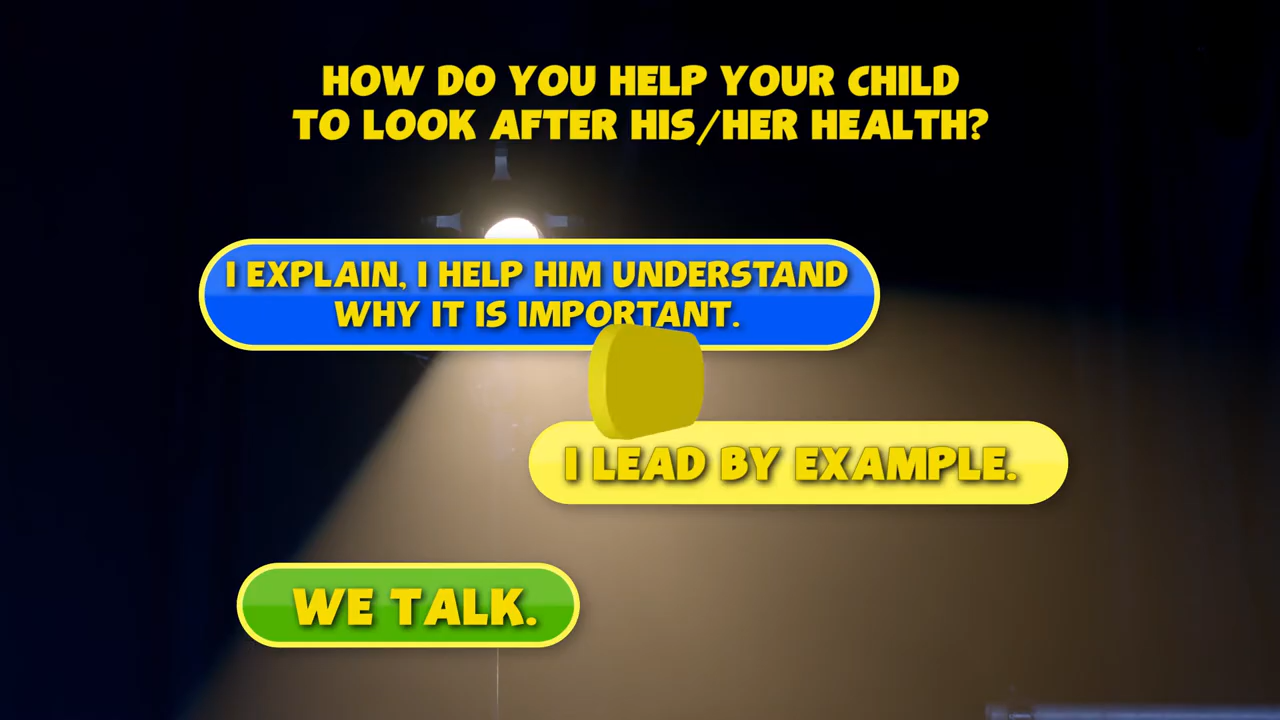 HOW DO YOU HELP YOUR CHILD
TO LOOK AFTER HIS/HER HEALTH?
I EXPLAIN, I HELP HIM UNDERSTAND
WHY IT IS IMPORTANT.
I LEAD BY EXAMPLE.
WE TALK.